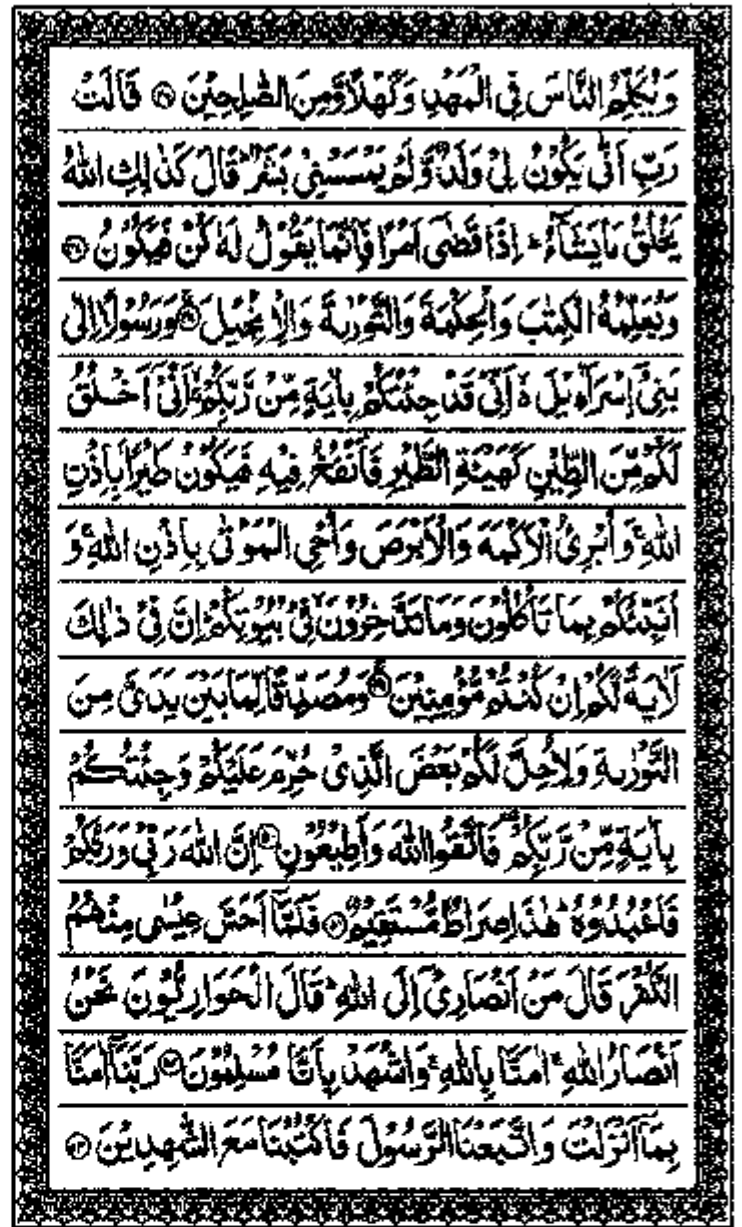 وَيُكَلِّمُ النَّاسَ فِي الْمَهْدِ وَكَهْلًا وَّمِنَ الصّٰلِحِيْنَ ۝ قَالَتْ
رَبِّ اَنّٰى يَكُوْنُ لِيْ وَلَدٌ وَّلَمْ يَمْسَسْنِيْ بَشَرٌ ؕ قَالَ كَذٰلِكِ اللّٰهُ
يَخْلُقُ مَا يَشَآءُ ؕ اِذَا قَضٰٓى اَمْرًا فَاِنَّمَا يَقُوْلُ لَهٗ كُنْ فَيَكُوْنُ ۝
وَيُعَلِّمُهُ الْكِتٰبَ وَالْحِكْمَةَ وَالتَّوْرٰىةَ وَالْاِنْجِيْلَ ۝ وَرَسُوْلًا اِلٰى
بَنِيْٓ اِسْرَآءِيْلَ ۙ اَنِّيْ قَدْ جِئْتُكُمْ بِاٰيَةٍ مِّنْ رَّبِّكُمْ ۙ اَنِّيْٓ اَخْلُقُ
لَكُمْ مِّنَ الطِّيْنِ كَهَيْـَٔةِ الطَّيْرِ فَاَنْفُخُ فِيْهِ فَيَكُوْنُ طَيْرًۢا بِاِذْنِ
اللّٰهِ ۚ وَاُبْرِئُ الْاَكْمَهَ وَالْاَبْرَصَ وَاُحْيِ الْمَوْتٰى بِاِذْنِ اللّٰهِ ۚ وَ
اُنَبِّئُكُمْ بِمَا تَاْكُلُوْنَ وَمَا تَدَّخِرُوْنَ ۙ فِيْ بُيُوْتِكُمْ ؕ اِنَّ فِيْ ذٰلِكَ
لَاٰيَةً لَّكُمْ اِنْ كُنْتُمْ مُّؤْمِنِيْنَ ۝ وَمُصَدِّقًا لِّمَا بَيْنَ يَدَيَّ مِنَ
التَّوْرٰىةِ وَلِاُحِلَّ لَكُمْ بَعْضَ الَّذِيْ حُرِّمَ عَلَيْكُمْ وَجِئْتُكُمْ
بِاٰيَةٍ مِّنْ رَّبِّكُمْ ۫ فَاتَّقُوا اللّٰهَ وَاَطِيْعُوْنِ ۝ اِنَّ اللّٰهَ رَبِّيْ وَرَبُّكُمْ
فَاعْبُدُوْهُ ؕ هٰذَا صِرَاطٌ مُّسْتَقِيْمٌ ۝ فَلَمَّآ اَحَسَّ عِيْسٰى مِنْهُمُ
الْكُفْرَ قَالَ مَنْ اَنْصَارِيْٓ اِلَى اللّٰهِ ؕ قَالَ الْحَوَارِيُّوْنَ نَحْنُ
اَنْصَارُ اللّٰهِ ۚ اٰمَنَّا بِاللّٰهِ ۚ وَاشْهَدْ بِاَنَّا مُسْلِمُوْنَ ۝ رَبَّنَآ اٰمَنَّا
بِمَآ اَنْزَلْتَ وَاتَّبَعْنَا الرَّسُوْلَ فَاكْتُبْنَا مَعَ الشّٰهِدِيْنَ ۝